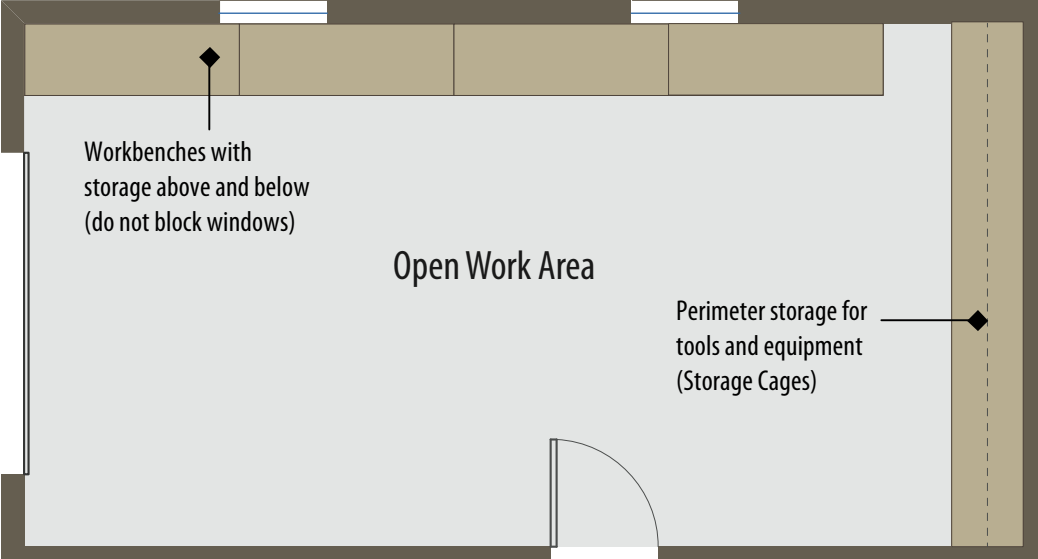 Workbenches with
storage above and below
(do not block windows)
Open Work Area
Perimeter storage for
tools and equipment
(Storage Cages)